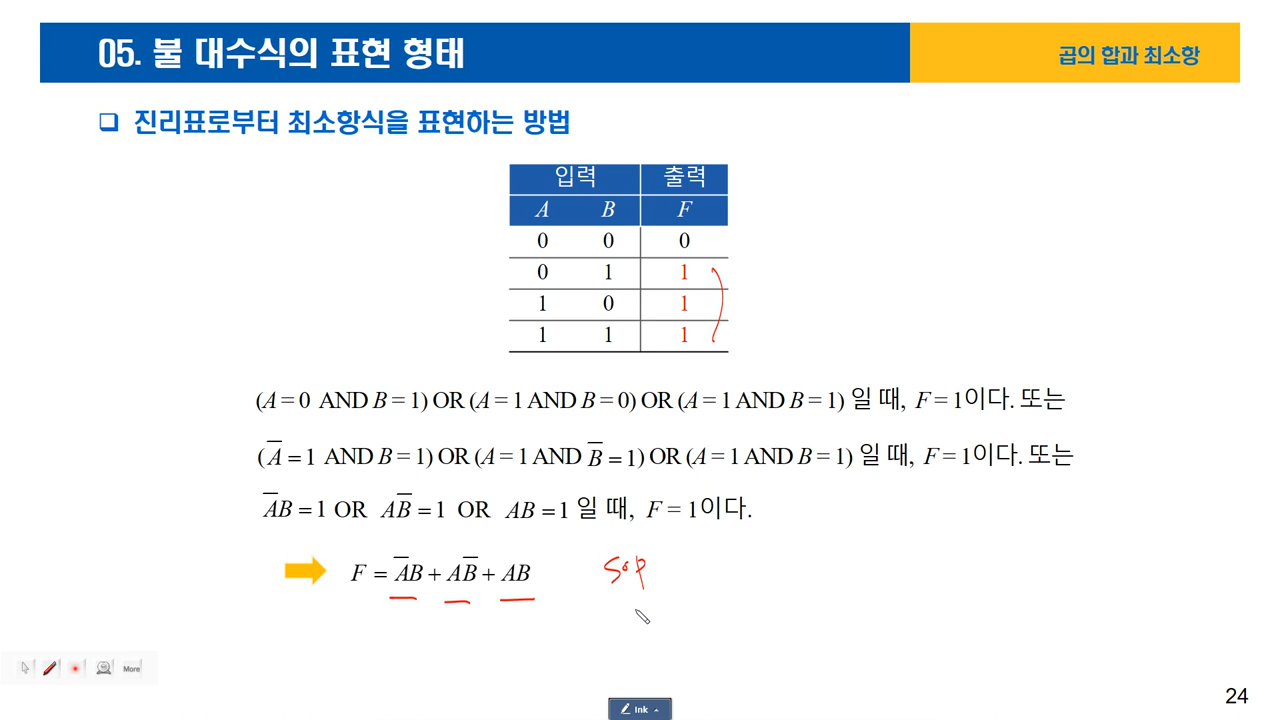 05. 불 대수식의 표현 형태
곱의 합과 최소항
❑ 진리표로부터 최소항식을 표현하는 방법
입력 출력
A B F
0 0 0
0 1 1
1 0 1
1 1 1
(A = 0 AND B = 1) OR (A = 1 AND B = 0) OR (A = 1 AND B = 1) 일 때, F = 1이다. 또는
(A̅ = 1 AND B = 1) OR (A = 1 AND B̅ = 1) OR (A = 1 AND B = 1) 일 때, F = 1이다. 또는
A̅B = 1 OR AB̅ = 1 OR AB = 1 일 때, F = 1이다.
F = A̅B + AB̅ + AB SOP
More
Ink
24